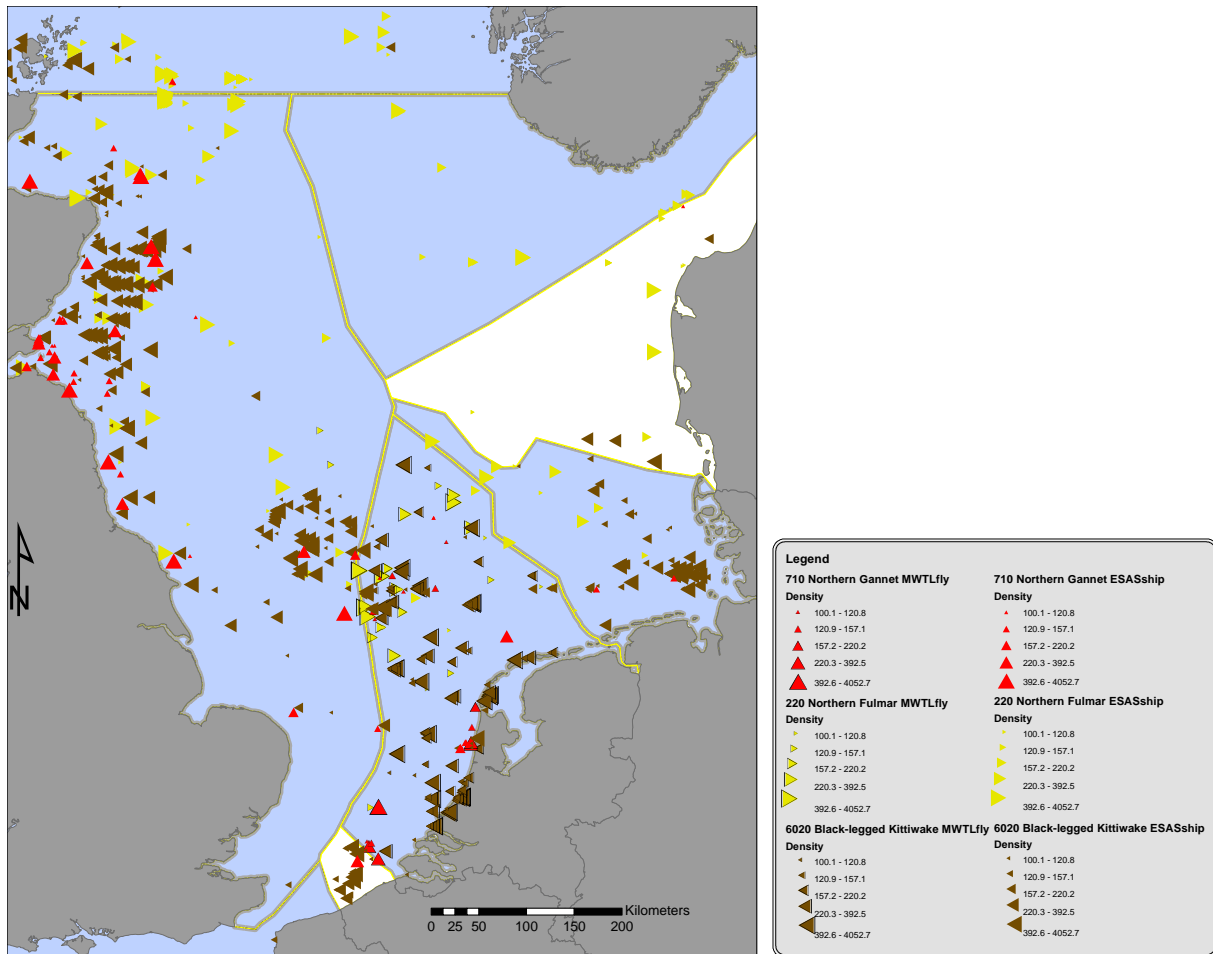 N
Kilometers
0 25 50 100 150 200
Legend
710 Northern Gannet MWTLfly
Density
100.1 - 120.8
120.9 - 157.1
157.2 - 220.2
220.3 - 392.5
392.6 - 4052.7
710 Northern Gannet ESASship
Density
100.1 - 120.8
120.9 - 157.1
157.2 - 220.2
220.3 - 392.5
392.6 - 4052.7
220 Northern Fulmar MWTLfly
Density
100.1 - 120.8
120.9 - 157.1
157.2 - 220.2
220.3 - 392.5
392.6 - 4052.7
220 Northern Fulmar ESASship
Density
100.1 - 120.8
120.9 - 157.1
157.2 - 220.2
220.3 - 392.5
392.6 - 4052.7
6020 Black-legged Kittiwake MWTLfly
Density
100.1 - 120.8
120.9 - 157.1
157.2 - 220.2
220.3 - 392.5
392.6 - 4052.7
6020 Black-legged Kittiwake ESASship
Density
100.1 - 120.8
120.9 - 157.1
157.2 - 220.2
220.3 - 392.5
392.6 - 4052.7